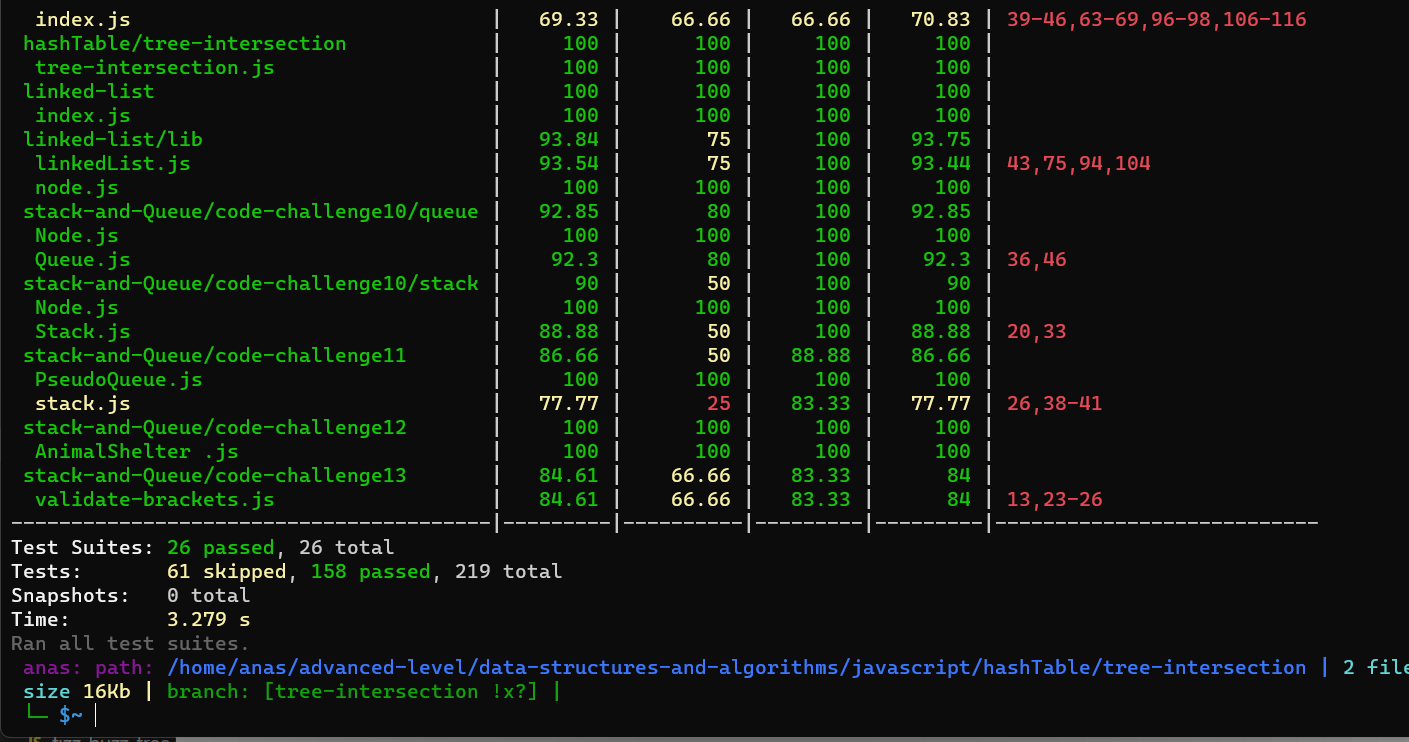 index.js | 69.33 | 66.66 | 66.66 | 70.83 | 39-46,63-69,96-98,106-116
hashTable/tree-intersection | 100 | 100 | 100 | 100 |
tree-intersection.js | 100 | 100 | 100 | 100 |
linked-list | 100 | 100 | 100 | 100 |
index.js | 100 | 100 | 100 | 100 |
linked-list/lib | 93.84 | 75 | 100 | 93.75 |
linkedList.js | 93.54 | 75 | 100 | 93.44 | 43,75,94,104
node.js | 100 | 100 | 100 | 100 |
stack-and-Queue/code-challenge10/queue | 92.85 | 80 | 100 | 92.85 |
Node.js | 100 | 100 | 100 | 100 |
Queue.js | 92.3 | 80 | 100 | 92.3 | 36,46
stack-and-Queue/code-challenge10/stack | 90 | 50 | 100 | 90 |
Node.js | 100 | 100 | 100 | 100 |
Stack.js | 88.88 | 50 | 100 | 88.88 | 20,33
stack-and-Queue/code-challenge11 | 86.66 | 50 | 88.88 | 86.66 |
PseudoQueue.js | 100 | 100 | 100 | 100 |
stack.js | 77.77 | 25 | 83.33 | 77.77 | 26,38-41
stack-and-Queue/code-challenge12 | 100 | 100 | 100 | 100 |
AnimalShelter .js | 100 | 100 | 100 | 100 |
stack-and-Queue/code-challenge13 | 84.61 | 66.66 | 83.33 | 84 |
validate-brackets.js | 84.61 | 66.66 | 83.33 | 84 | 13,23-26
----------------------------------------|---------|----------|---------|---------|---------------------------
Test Suites: 26 passed, 26 total
Tests: 61 skipped, 158 passed, 219 total
Snapshots: 0 total
Time: 3.279 s
Ran all test suites.
anas: path: /home/anas/advanced-level/data-structures-and-algorithms/javascript/hashTable/tree-intersection | 2 file
size 16Kb | branch: [tree-intersection !x?] |
└─ $~